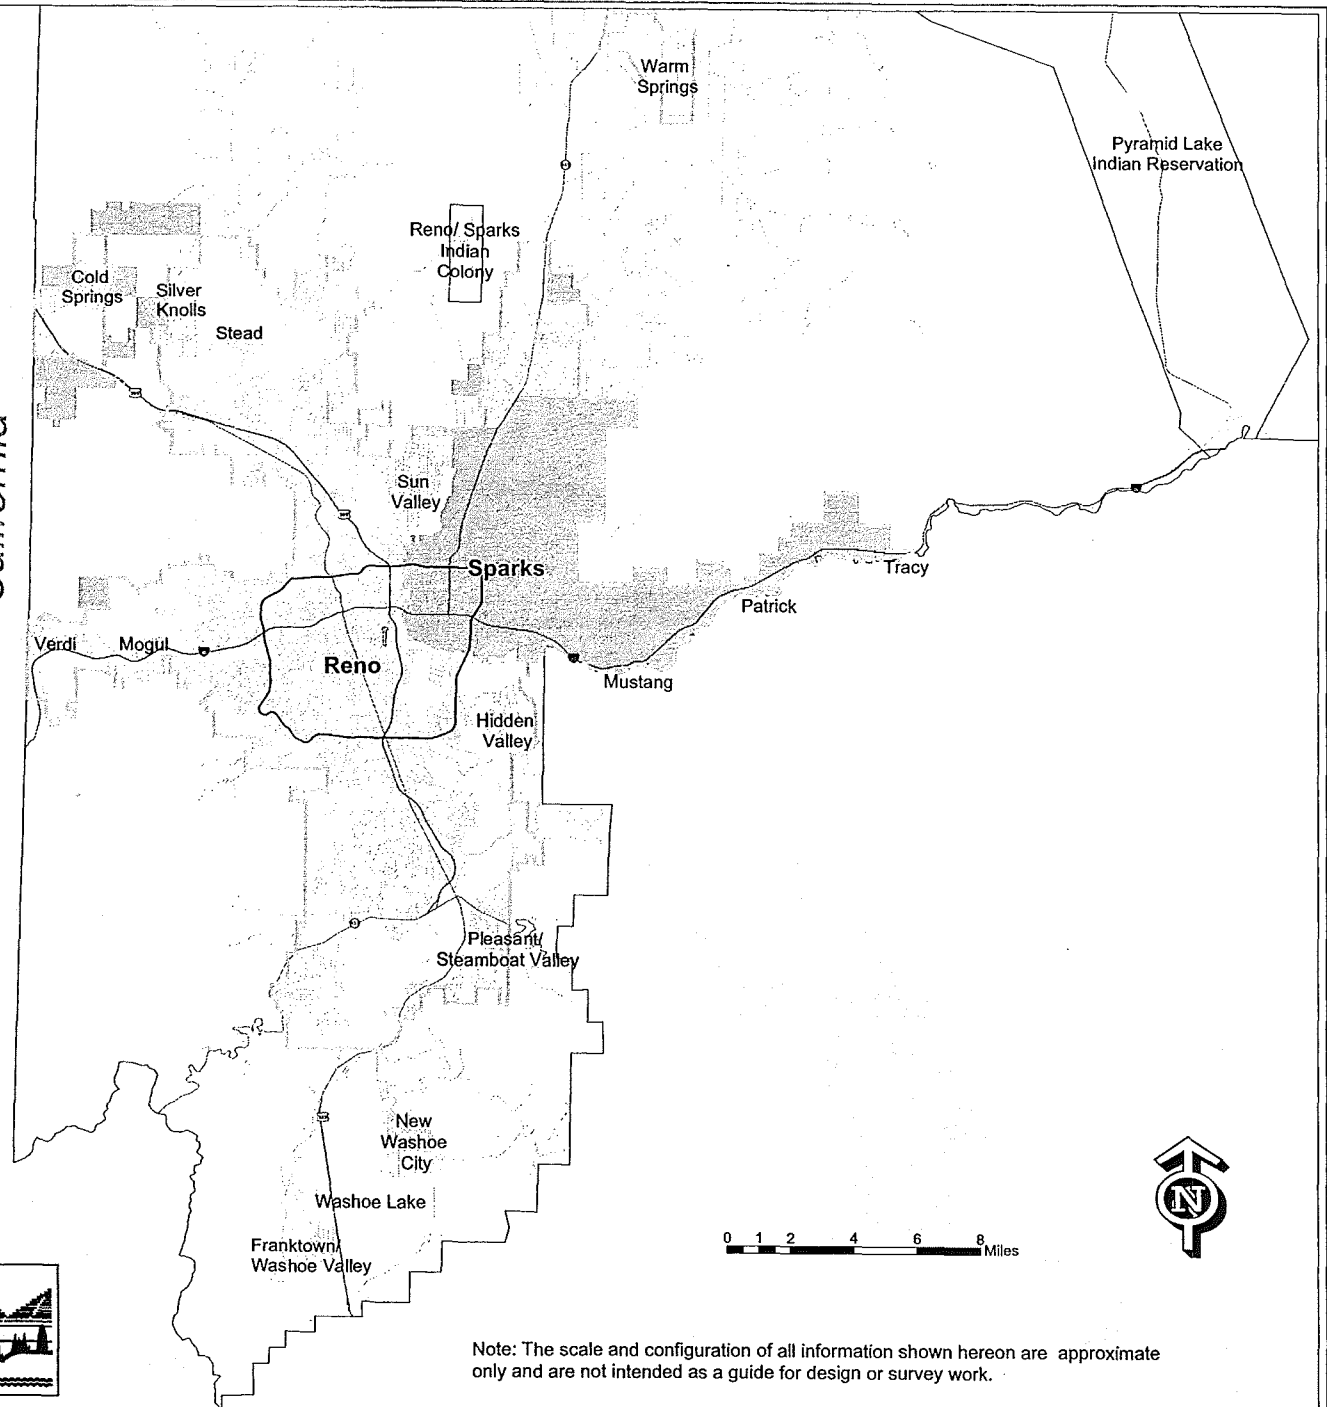 Warm
Springs
Pyramid Lake
Indian Reservation
Reno/ Sparks
Indian
Colony
Cold
Springs
Silver
Knolls
Stead
California
Sun
Valley
Sparks
Tracy
Patrick
Verdi
Mogul
Reno
Mustang
Hidden
Valley
Pleasant/
Steamboat Valley
New
Washoe
City
Washoe Lake
Franktown/
Washoe Valley
N
0 1 2 4 6 8
Miles
Note: The scale and configuration of all information shown hereon are approximate
only and are not intended as a guide for design or survey work.